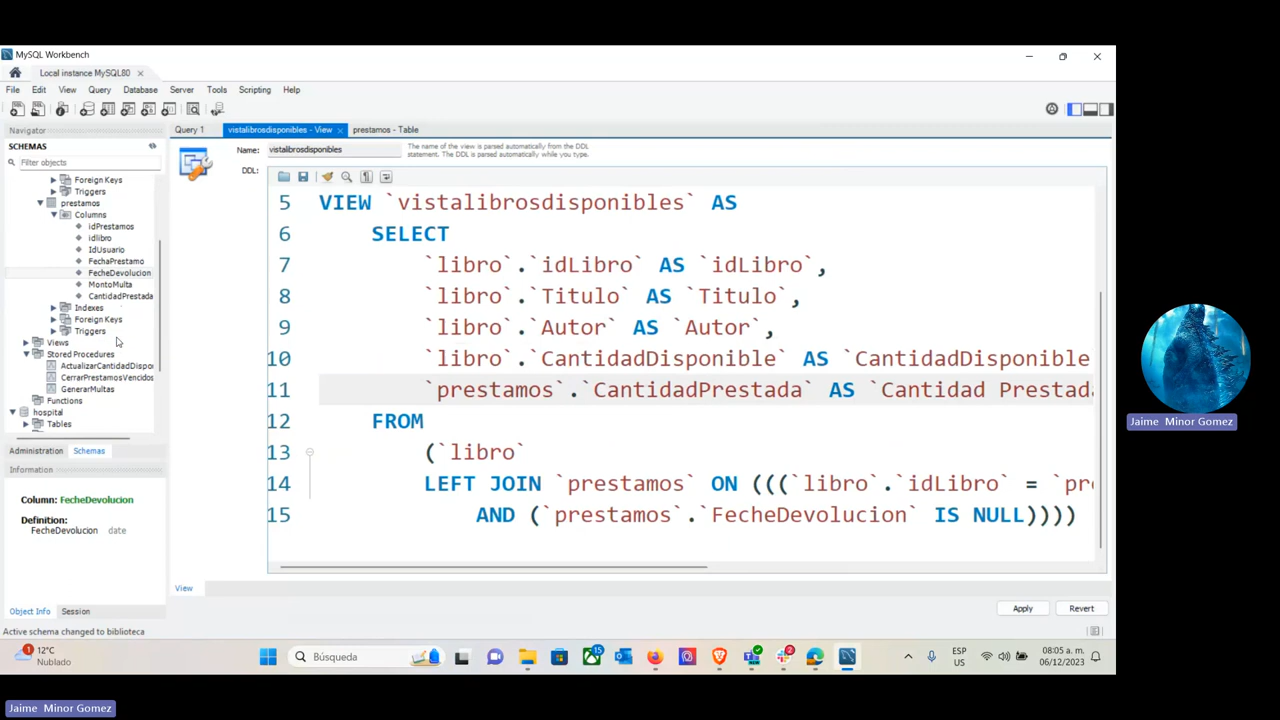 MySQL Workbench
Local instance MySQL80
File Edit View Query Database Server Tools Scripting Help
Navigator
SCHEMAS
Filter objects
Foreign Keys
Triggers
prestamos
Columns
idPrestamos
idlibro
IdUsuario
FechaPrestamo
FecheDevolucion
MontoMulta
CantidadPrestada
Indexes
Foreign Keys
Triggers
Views
Stored Procedures
ActualizarCantidadDispo
CerrarPrestamosVencidos
GenerarMultas
Functions
hospital
Tables
Administration Schemas
Information
Column: FecheDevolucion
Definition:
FecheDevolucion date
Object Info Session
Active schema changed to biblioteca
Query 1 vistalibrosdisponibles - View prestamos - Table
Name: vistalibrosdisponibles
The name of the view is parsed automatically from the DDL
statement. The DDL is parsed automatically while you type.
DDL:
5 VIEW `vistalibrosdisponibles` AS
6 SELECT
7 `libro`.`idLibro` AS `idLibro`,
8 `libro`.`Titulo` AS `Titulo`,
9 `libro`.`Autor` AS `Autor`,
10 `libro`.`CantidadDisponible` AS `CantidadDisponible
11 `prestamos`.`CantidadPrestada` AS `Cantidad Prestada
12 FROM
13 (`libro`
14 LEFT JOIN `prestamos` ON (((`libro`.`idLibro` = `pr
15 AND (`prestamos`.`FecheDevolucion` IS NULL))))
View
Apply Revert
12°C
Nublado
1
Búsqueda
15
2
ESP
US
08:05 a. m.
06/12/2023
Jaime Minor Gomez
Jaime Minor Gomez